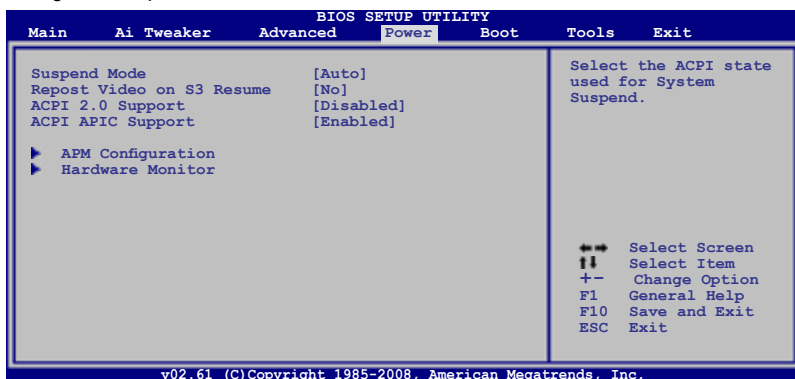 BIOS SETUP UTILITY
Main Ai Tweaker Advanced Power Boot Tools Exit
Suspend Mode [Auto]
Repost Video on S3 Resume [No]
ACPI 2.0 Support [Disabled]
ACPI APIC Support [Enabled]
APM Configuration
Hardware Monitor
Select the ACPI state
used for System
Suspend.
Select Screen
Select Item
+- Change Option
F1 General Help
F10 Save and Exit
ESC Exit
v02.61 (C)Copyright 1985-2008, American Megatrends, Inc.